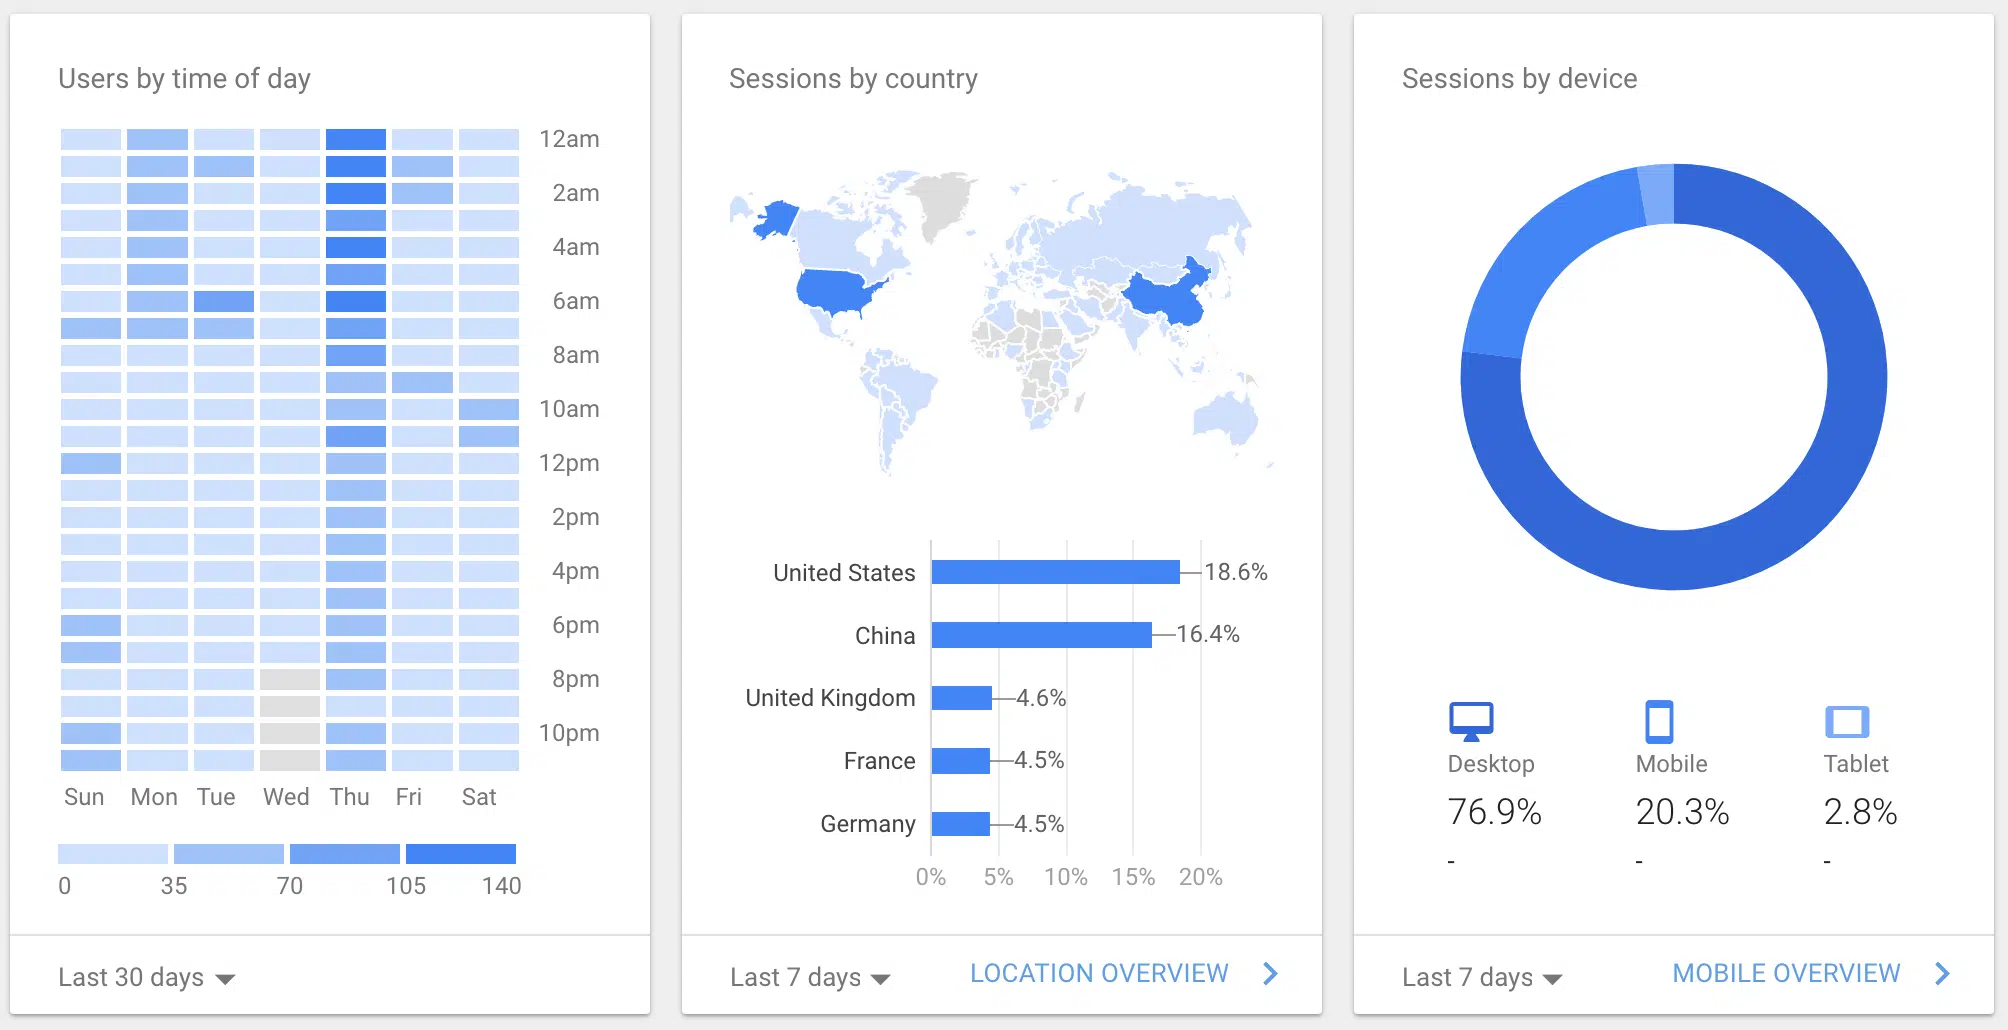 Users by time of day
12am
2am
4am
6am
8am
10am
12pm
2pm
4pm
6pm
8pm
10pm
Sun Mon Tue Wed Thu Fri Sat
0 35 70 105 140
Last 30 days
Sessions by country
United States 18.6%
China 16.4%
United Kingdom 4.6%
France 4.5%
Germany 4.5%
0% 5% 10% 15% 20%
Last 7 days LOCATION OVERVIEW
Sessions by device
Desktop Mobile Tablet
76.9% 20.3% 2.8%
- - -
Last 7 days MOBILE OVERVIEW